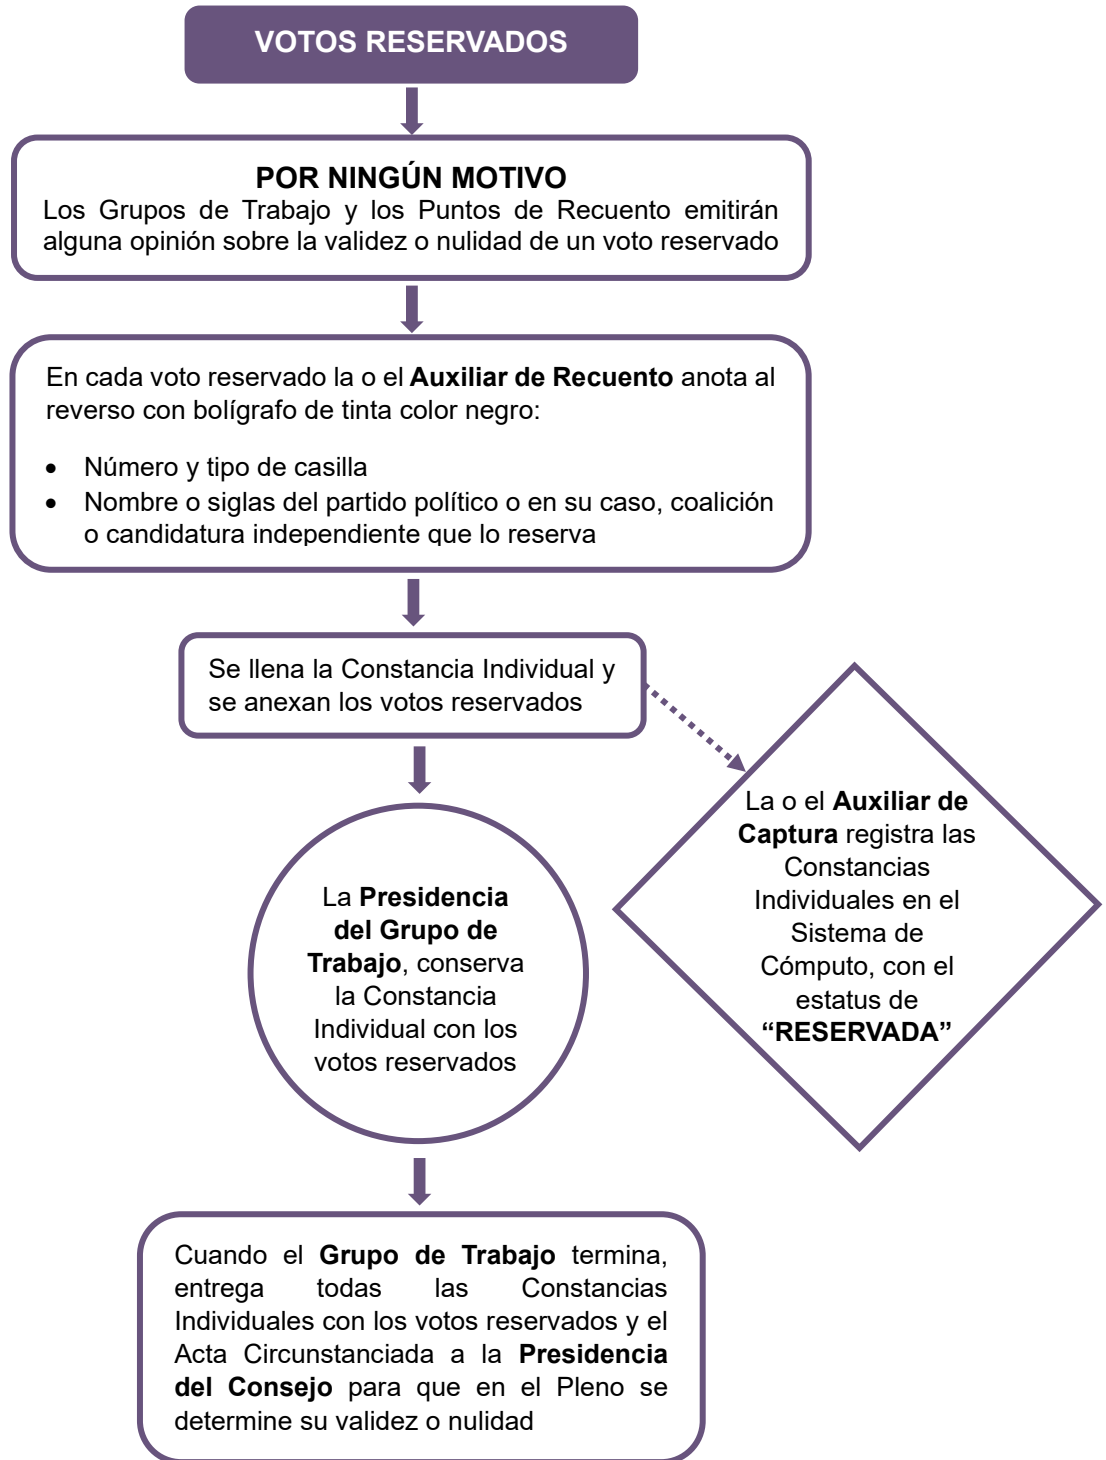 VOTOS RESERVADOS
POR NINGÚN MOTIVO
Los Grupos de Trabajo y los Puntos de Recuento emitirán
alguna opinión sobre la validez o nulidad de un voto reservado
En cada voto reservado la o el Auxiliar de Recuento anota al
reverso con bolígrafo de tinta color negro:
• Número y tipo de casilla
• Nombre o siglas del partido político o en su caso, coalición
o candidatura independiente que lo reserva
Se llena la Constancia Individual y
se anexan los votos reservados
La o el Auxiliar de
Captura registra las
Constancias
Individuales en el
Sistema de
Cómputo, con el
estatus de
“RESERVADA”
La Presidencia
del Grupo de
Trabajo, conserva
la Constancia
Individual con los
votos reservados
Cuando el Grupo de Trabajo termina,
entrega todas las Constancias
Individuales con los votos reservados y el
Acta Circunstanciada a la Presidencia
del Consejo para que en el Pleno se
determine su validez o nulidad